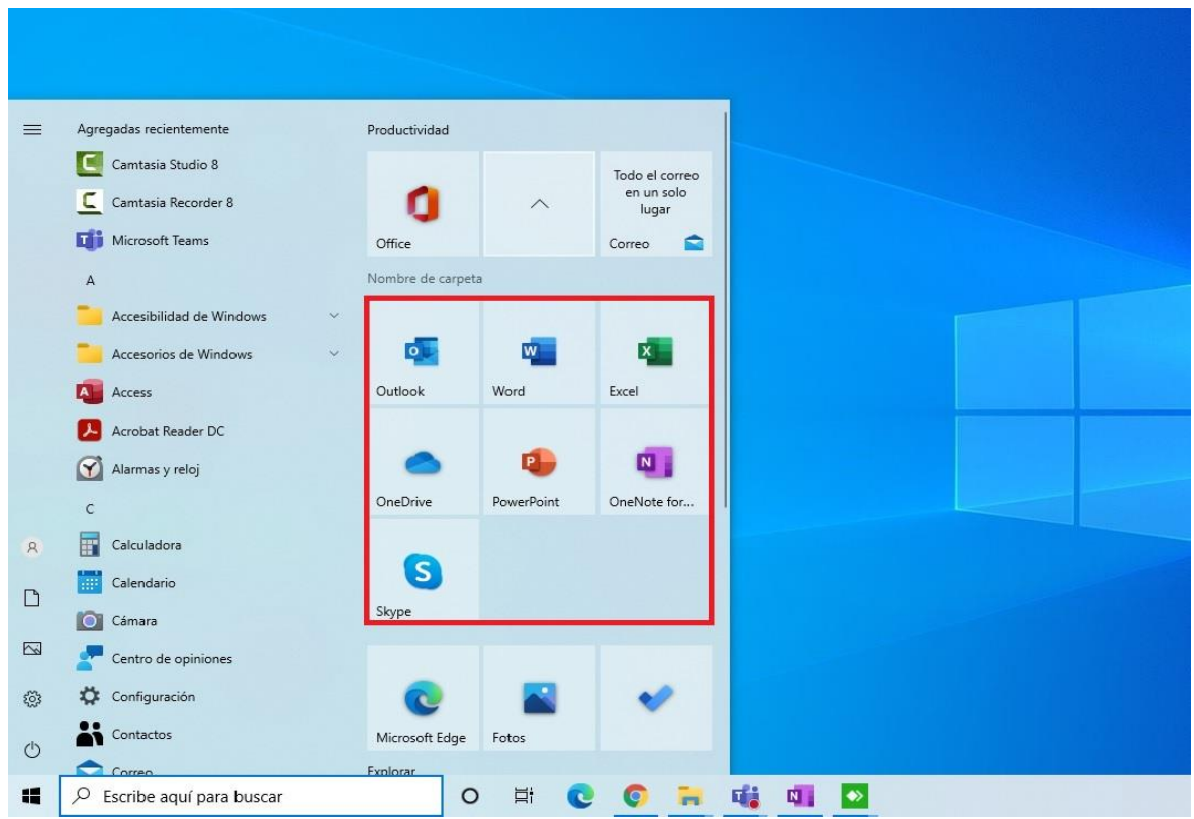 Agregadas recientemente
Camtasia Studio 8
Camtasia Recorder 8
Microsoft Teams
A
Accesibilidad de Windows
Accesorios de Windows
Access
Acrobat Reader DC
Alarmas y reloj
C
Calculadora
Calendario
Cámara
Centro de opiniones
Configuración
Contactos
Correo
Productividad
Office
Todo el correo
en un solo
lugar
Correo
Nombre de carpeta
Outlook
Word
Excel
OneDrive
PowerPoint
OneNote for...
Skype
Microsoft Edge
Fotos
Explorar
Escribe aquí para buscar